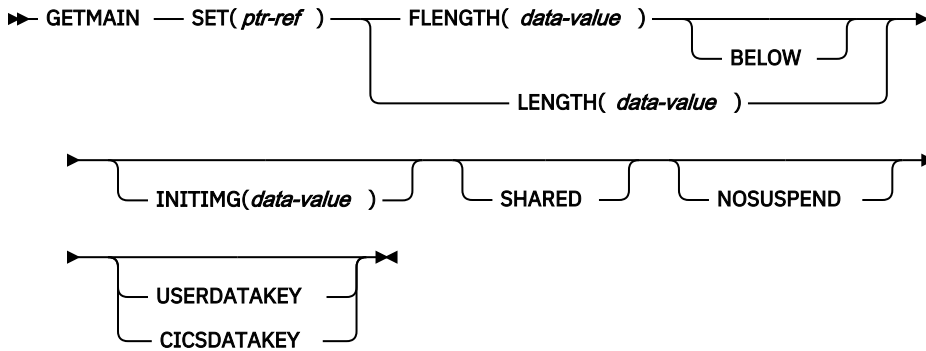 GETMAIN SET(ptr-ref) FLENGTH( data-value )
BELOW
LENGTH( data-value )
INITIMG(data-value ) SHARED NOSUSPEND
USERDATAKEY
CICSDATAKEY